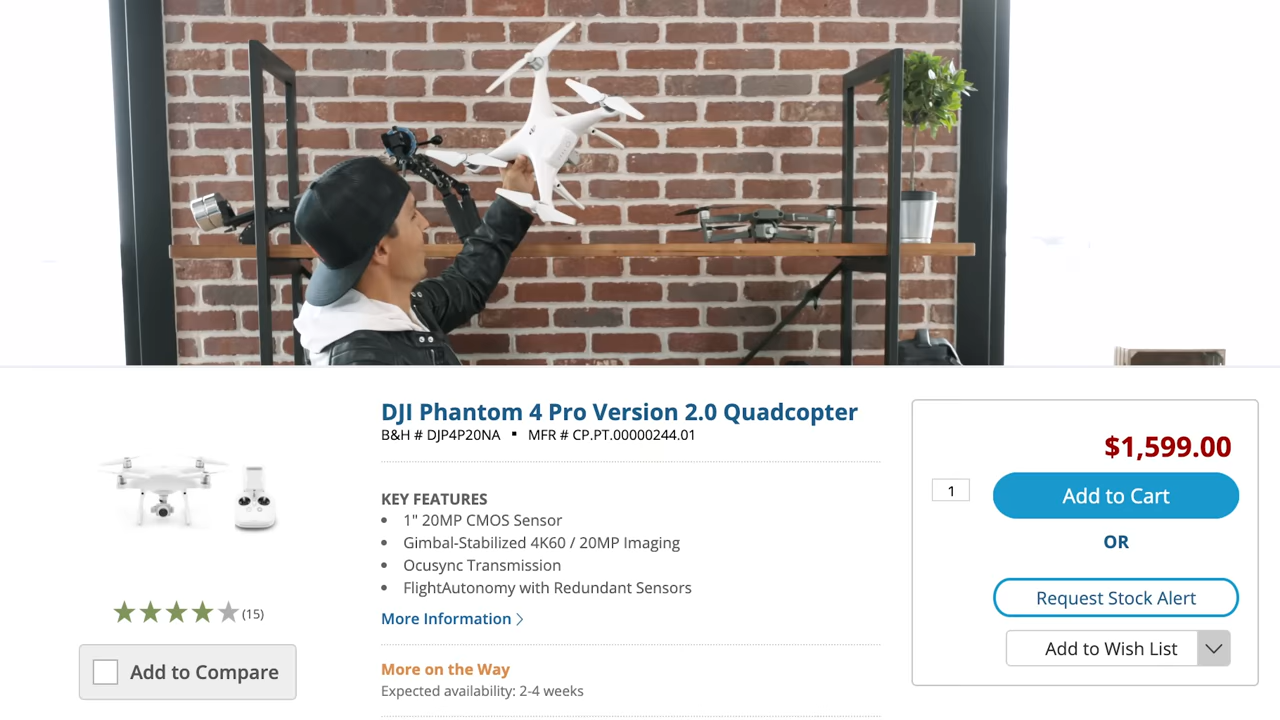 DJI Phantom 4 Pro Version 2.0 Quadcopter
B&H # DJP4P20NA ▪ MFR # CP.PT.00000244.01
$1,599.00
1
Add to Cart
KEY FEATURES
• 1" 20MP CMOS Sensor
• Gimbal-Stabilized 4K60 / 20MP Imaging
• Ocusync Transmission
• FlightAutonomy with Redundant Sensors
OR
Request Stock Alert
(15)
More Information
Add to Wish List
Add to Compare
More on the Way
Expected availability: 2-4 weeks